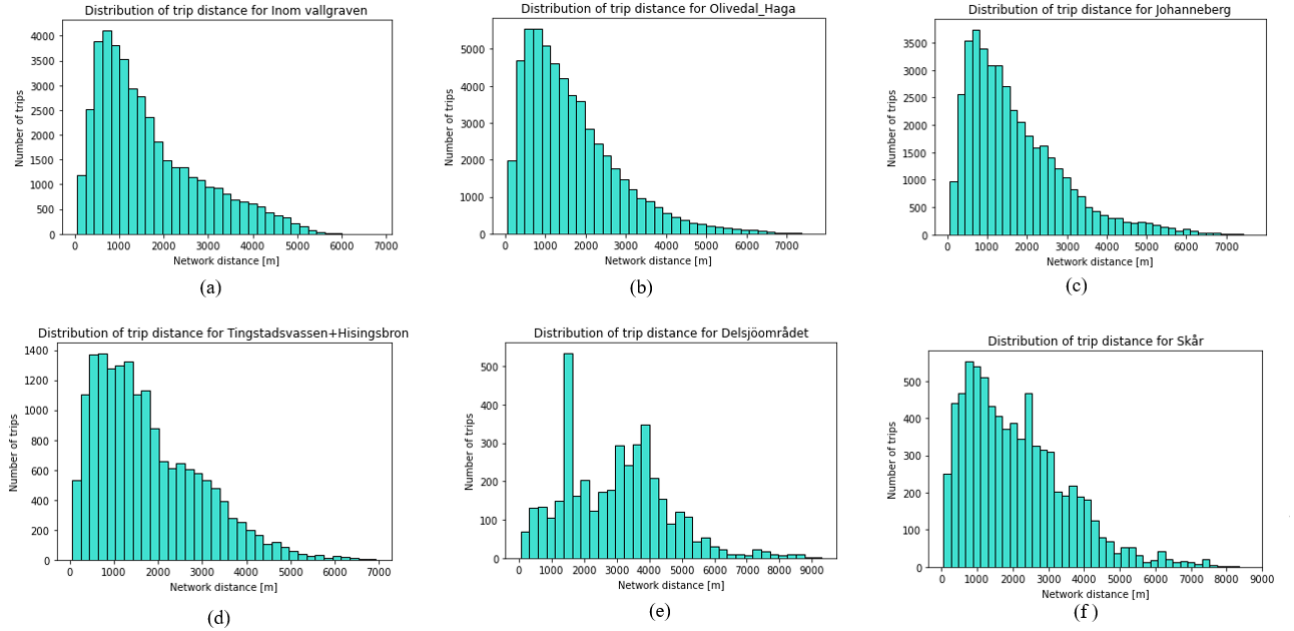 Distribution of trip distance for Inom vallgraven
Number of trips
4000
3500
3000
2500
2000
1500
1000
500
0
0 1000 2000 3000 4000 5000 6000 7000
Network distance [m]
(a)
Distribution of trip distance for Olivedal_Haga
Number of trips
5000
4000
3000
2000
1000
0
0 1000 2000 3000 4000 5000 6000 7000
Network distance [m]
(b)
Distribution of trip distance for Johanneberg
Number of trips
3500
3000
2500
2000
1500
1000
500
0
0 1000 2000 3000 4000 5000 6000 7000
Network distance [m]
(c)
Distribution of trip distance for Tingstadsvassen+Hisingsbron
Number of trips
1400
1200
1000
800
600
400
200
0
0 1000 2000 3000 4000 5000 6000 7000
Network distance [m]
(d)
Distribution of trip distance for Delsjöområdet
Number of trips
500
400
300
200
100
0
0 1000 2000 3000 4000 5000 6000 7000 8000 9000
Network distance [m]
(e)
Distribution of trip distance for Skår
Number of trips
500
400
300
200
100
0
0 1000 2000 3000 4000 5000 6000 7000 8000 9000
Network distance [m]
(f )